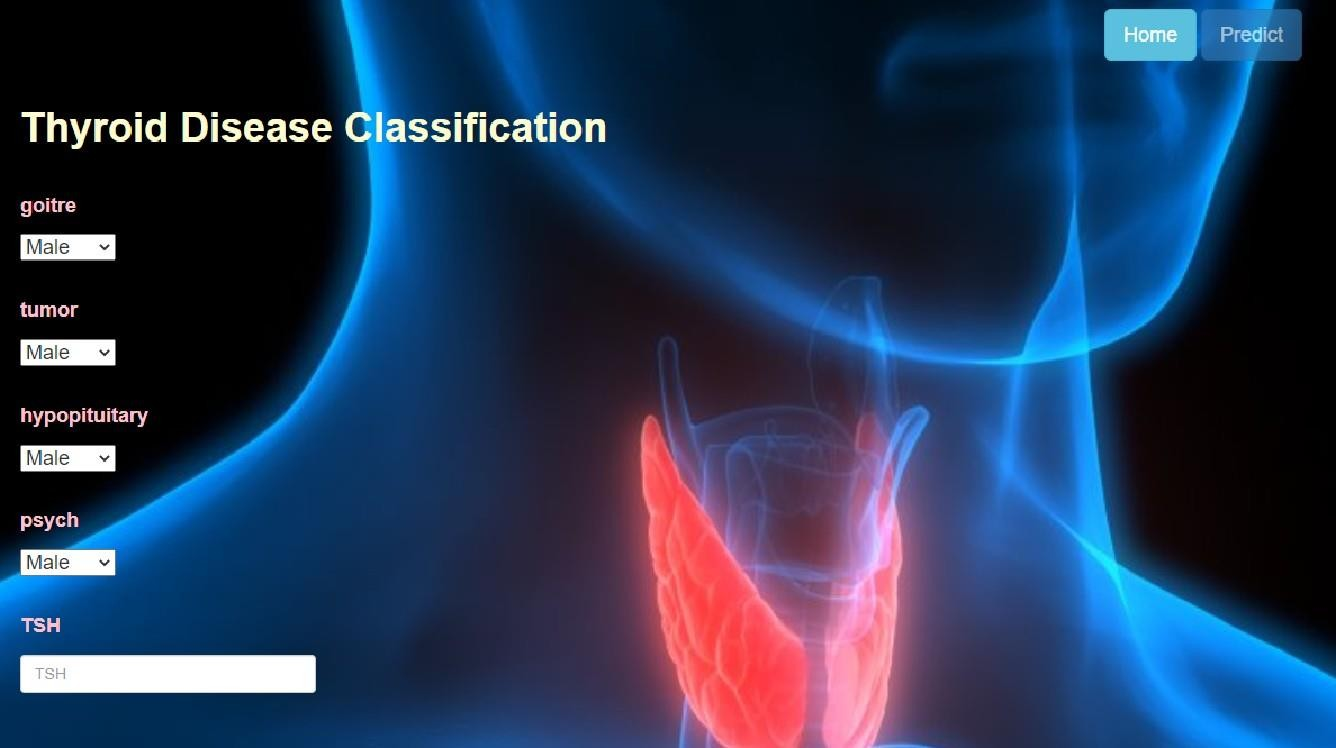 Home Predict
Thyroid Disease Classification
goitre
Male
tumor
Male
hypopituitary
Male
psych
Male
TSH
TSH